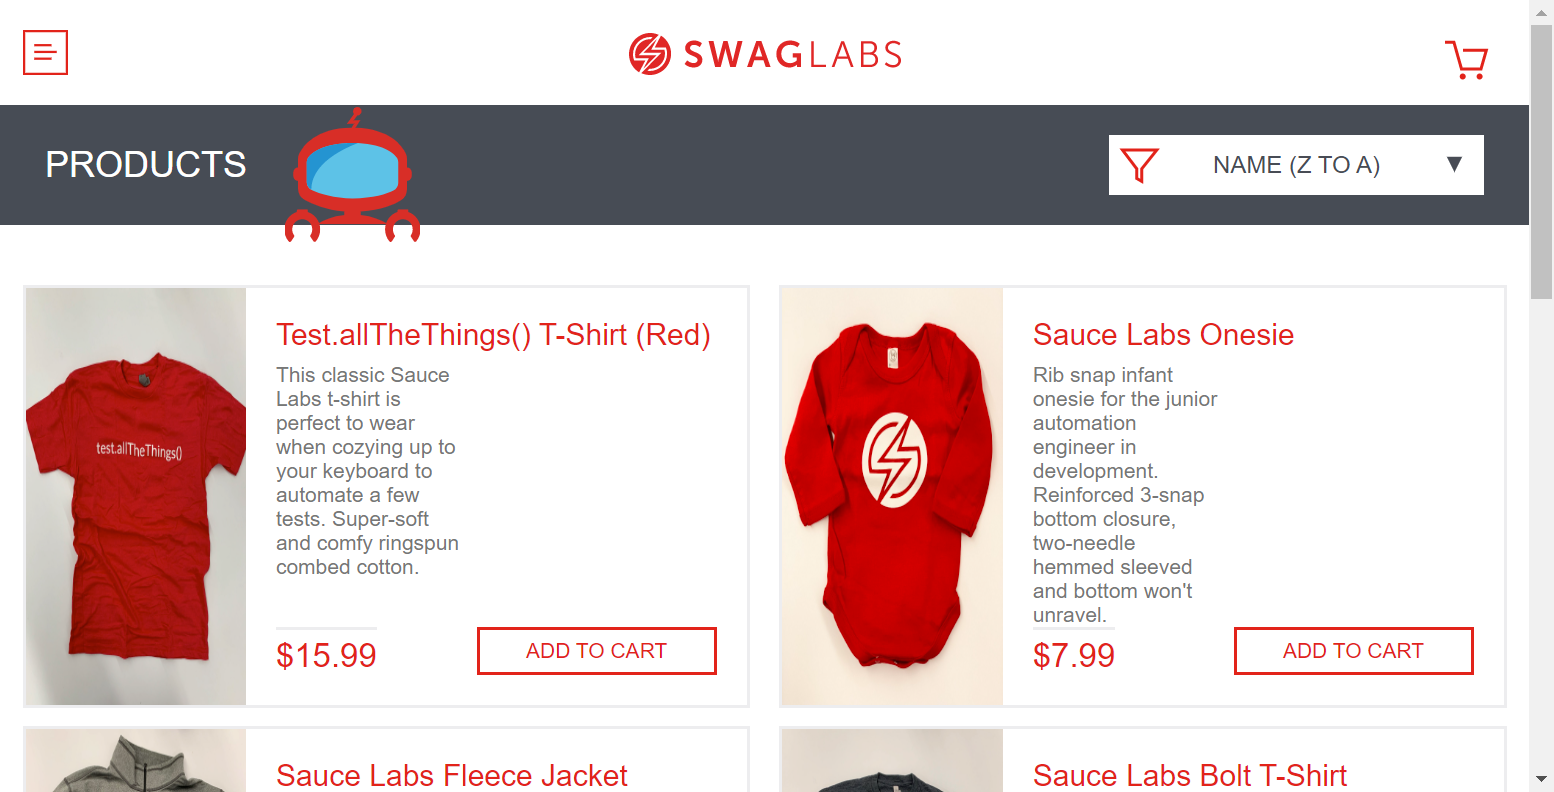 SWAGLABS
PRODUCTS
NAME (Z TO A)
▼
test.allTheThings()
Test.allTheThings() T-Shirt (Red)
This classic Sauce
Labs t-shirt is
perfect to wear
when cozying up to
your keyboard to
automate a few
tests. Super-soft
and comfy ringspun
combed cotton.
$15.99
ADD TO CART
Sauce Labs Onesie
Rib snap infant
onesie for the junior
automation
engineer in
development.
Reinforced 3-snap
bottom closure,
two-needle
hemmed sleeved
and bottom won't
unravel.
$7.99
ADD TO CART
Sauce Labs Fleece Jacket
Sauce Labs Bolt T-Shirt